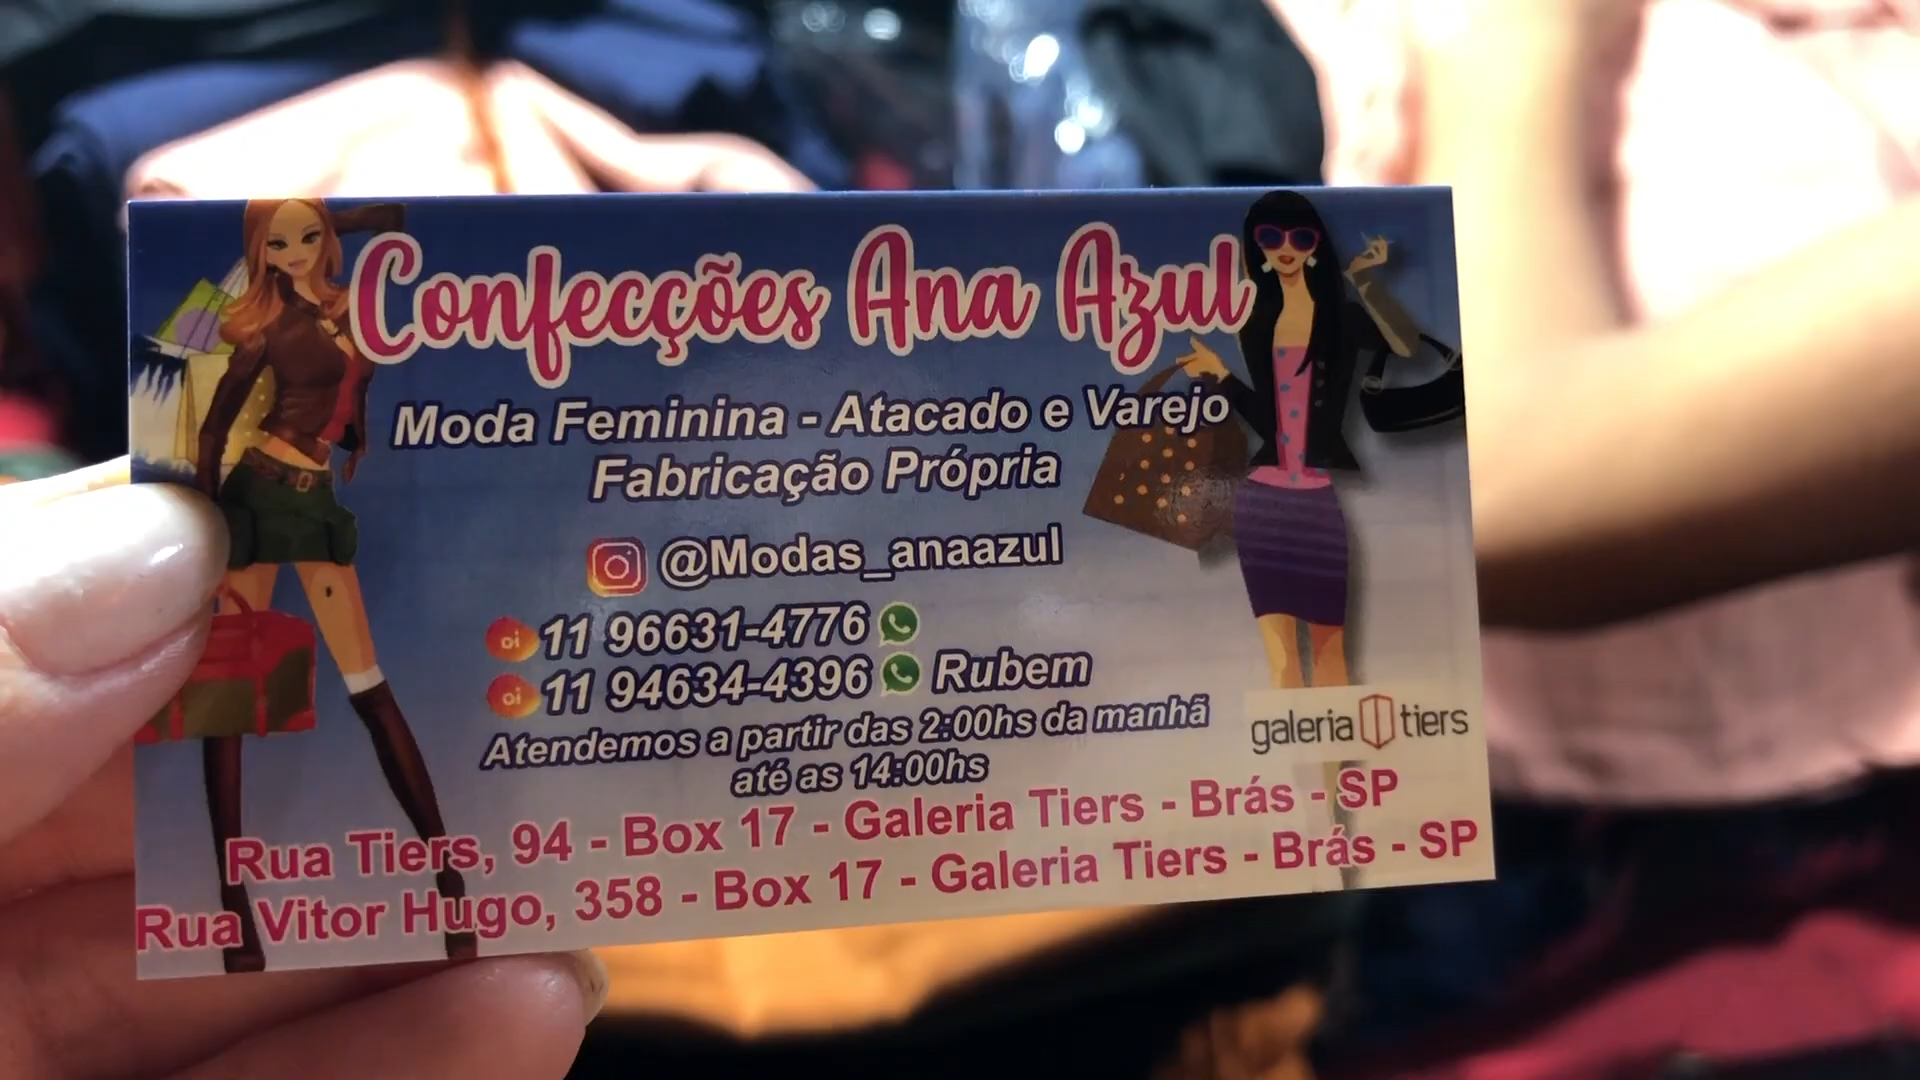 Confecções Ana Azul
Moda Feminina - Atacado e Varejo
Fabricação Própria
@Modas_anaazul
oi 11 96631-4776
oi 11 94634-4396 Rubem
Atendemos a partir das 2:00hs da manhã
até as 14:00hs
galeria tiers
Rua Tiers, 94 - Box 17 - Galeria Tiers - Brás - SP
Rua Vitor Hugo, 358 - Box 17 - Galeria Tiers - Brás - SP